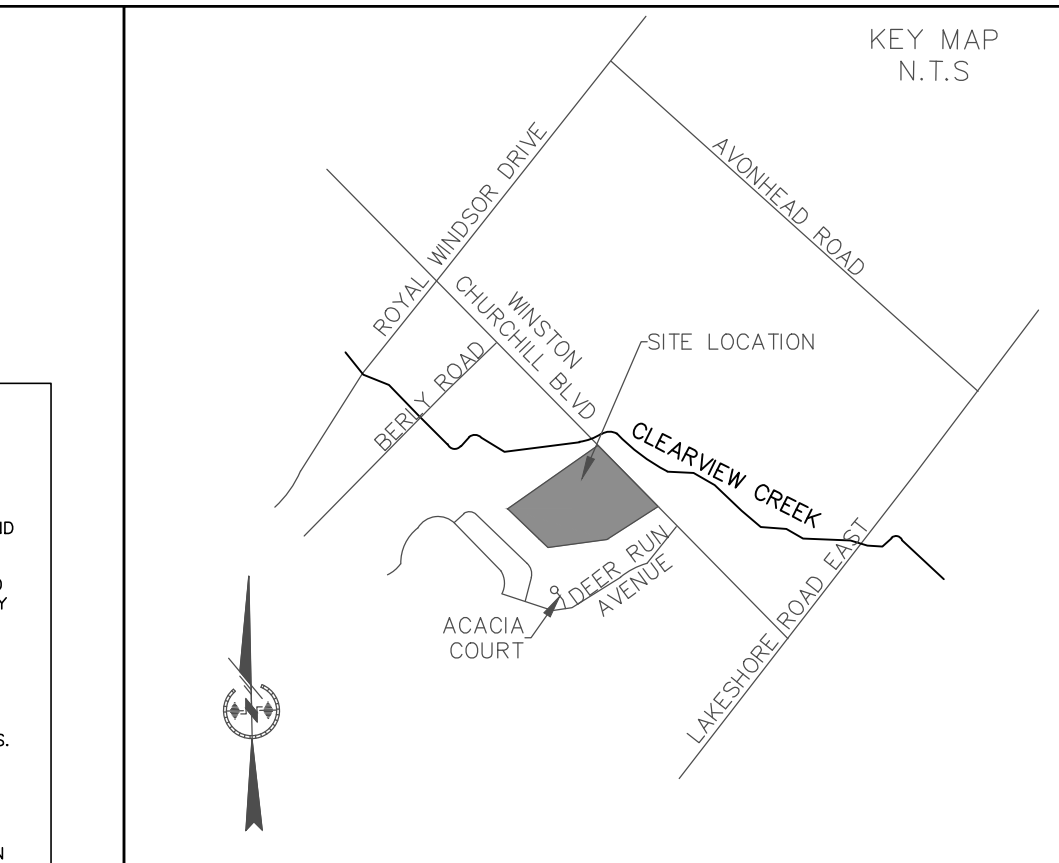 KEY MAP
N.T.S
ROYAL WINDSOR DRIVE
AVONHEAD ROAD
WINSTON
CHURCHILL BLVD
SITE LOCATION
BERLY ROAD
CLEARVIEW CREEK
DEER RUN
AVENUE
ACACIA
COURT
LAKESHORE ROAD EAST
N